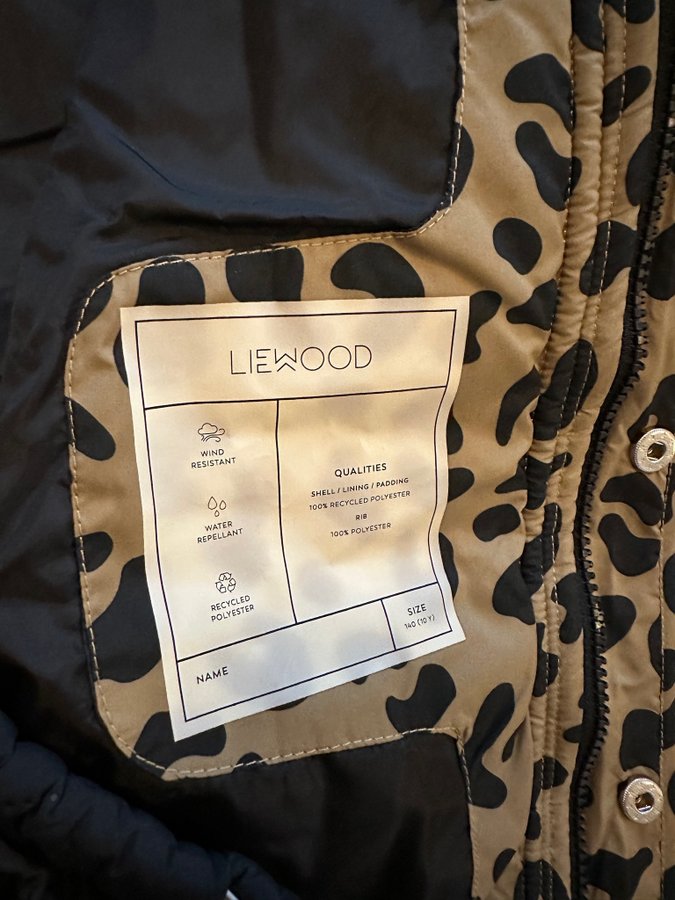 LIEWOOD
WIND
RESISTANT
WATER
REPELLANT
RECYCLED
POLYESTER
QUALITIES
SHELL / LINING / PADDING
100% RECYCLED POLYESTER
RIB
100% POLYESTER
NAME
SIZE
140 (10 Y)